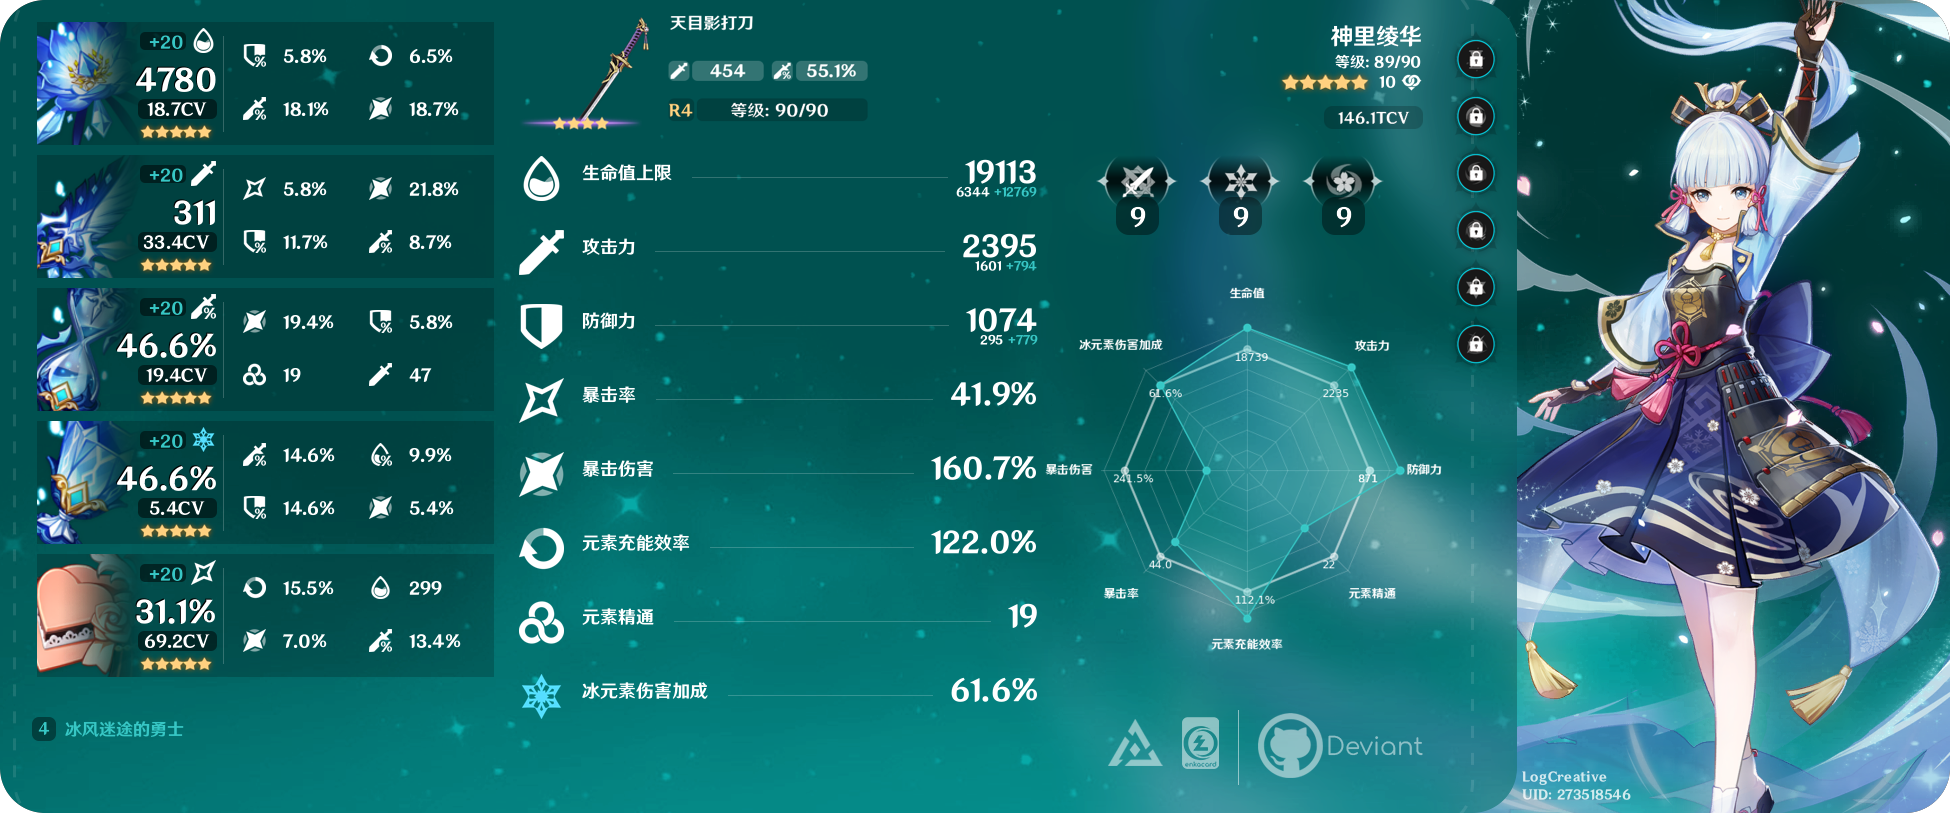 +20
4780
18.7CV
5.8%
6.5%
18.1%
18.7%
+20
311
33.4CV
5.8%
21.8%
11.7%
8.7%
+20
46.6%
19.4CV
19.4%
5.8%
19
47
+20
46.6%
5.4CV
14.6%
9.9%
14.6%
5.4%
+20
31.1%
69.2CV
15.5%
299
7.0%
13.4%
4 冰风迷途的勇士
天目影打刀
454 55.1%
R4 等级: 90/90
生命值上限 19113
6344 +12769
攻击力 2395
1601 +794
防御力 1074
295 +779
暴击率 41.9%
暴击伤害 160.7%
元素充能效率 122.0%
元素精通 19
冰元素伤害加成 61.6%
神里绫华
等级: 89/90
10
146.1TCV
9 9 9
生命值
18739
冰元素伤害加成
61.6%
攻击力
2235
暴击伤害
241.5%
防御力
871
暴击率
44.0
元素精通
22
112.1%
元素充能效率
enkacard
Deviant
LogCreative
UID: 273518546